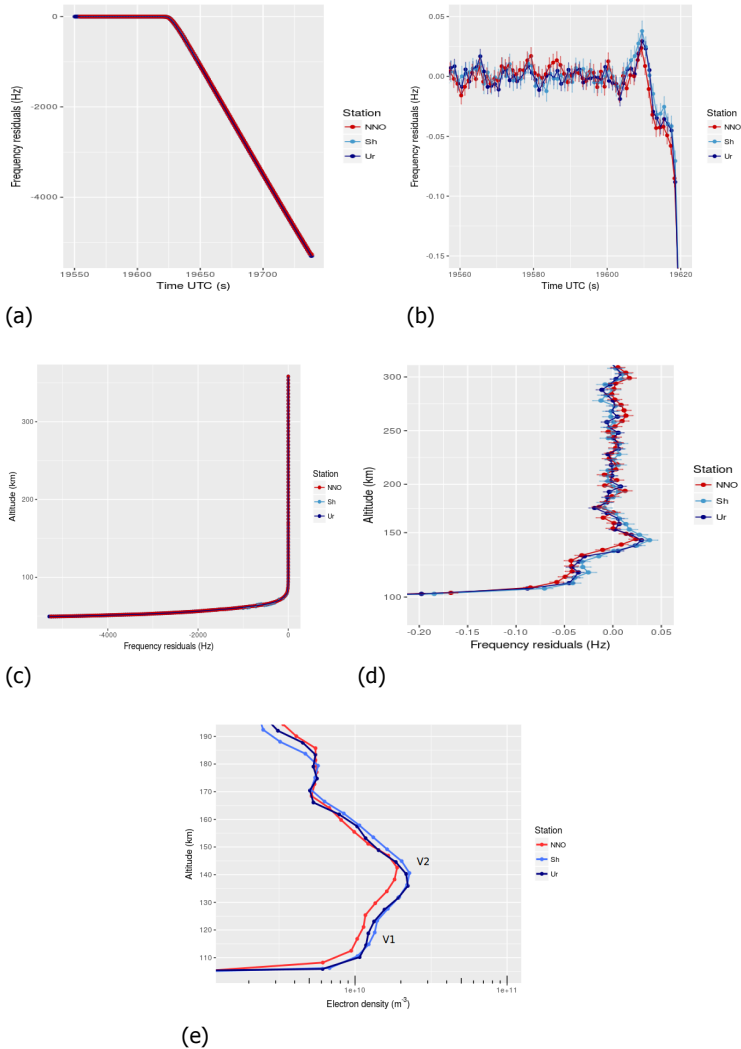 0
-2000
-4000
Frequency residuals (Hz)
19550
19600
19650
19700
Time UTC (s)
Station
NNO
Sh
Ur
(a)
0.05
0.00
-0.05
-0.10
-0.15
Frequency residuals (Hz)
19560
19580
19600
19620
Time UTC (s)
Station
NNO
Sh
Ur
(b)
300
200
100
Altitude (km)
-4000
-2000
0
Frequency residuals (Hz)
Station
NNO
Sh
Ur
(c)
300
250
200
150
100
Altitude (km)
-0.20
-0.15
-0.10
-0.05
0.00
0.05
Frequency residuals (Hz)
Station
NNO
Sh
Ur
(d)
190
180
170
160
150
140
130
120
110
Altitude (km)
V2
V1
1e+10
1e+11
Electron density (m-3)
Station
NNO
Sh
Ur
(e)